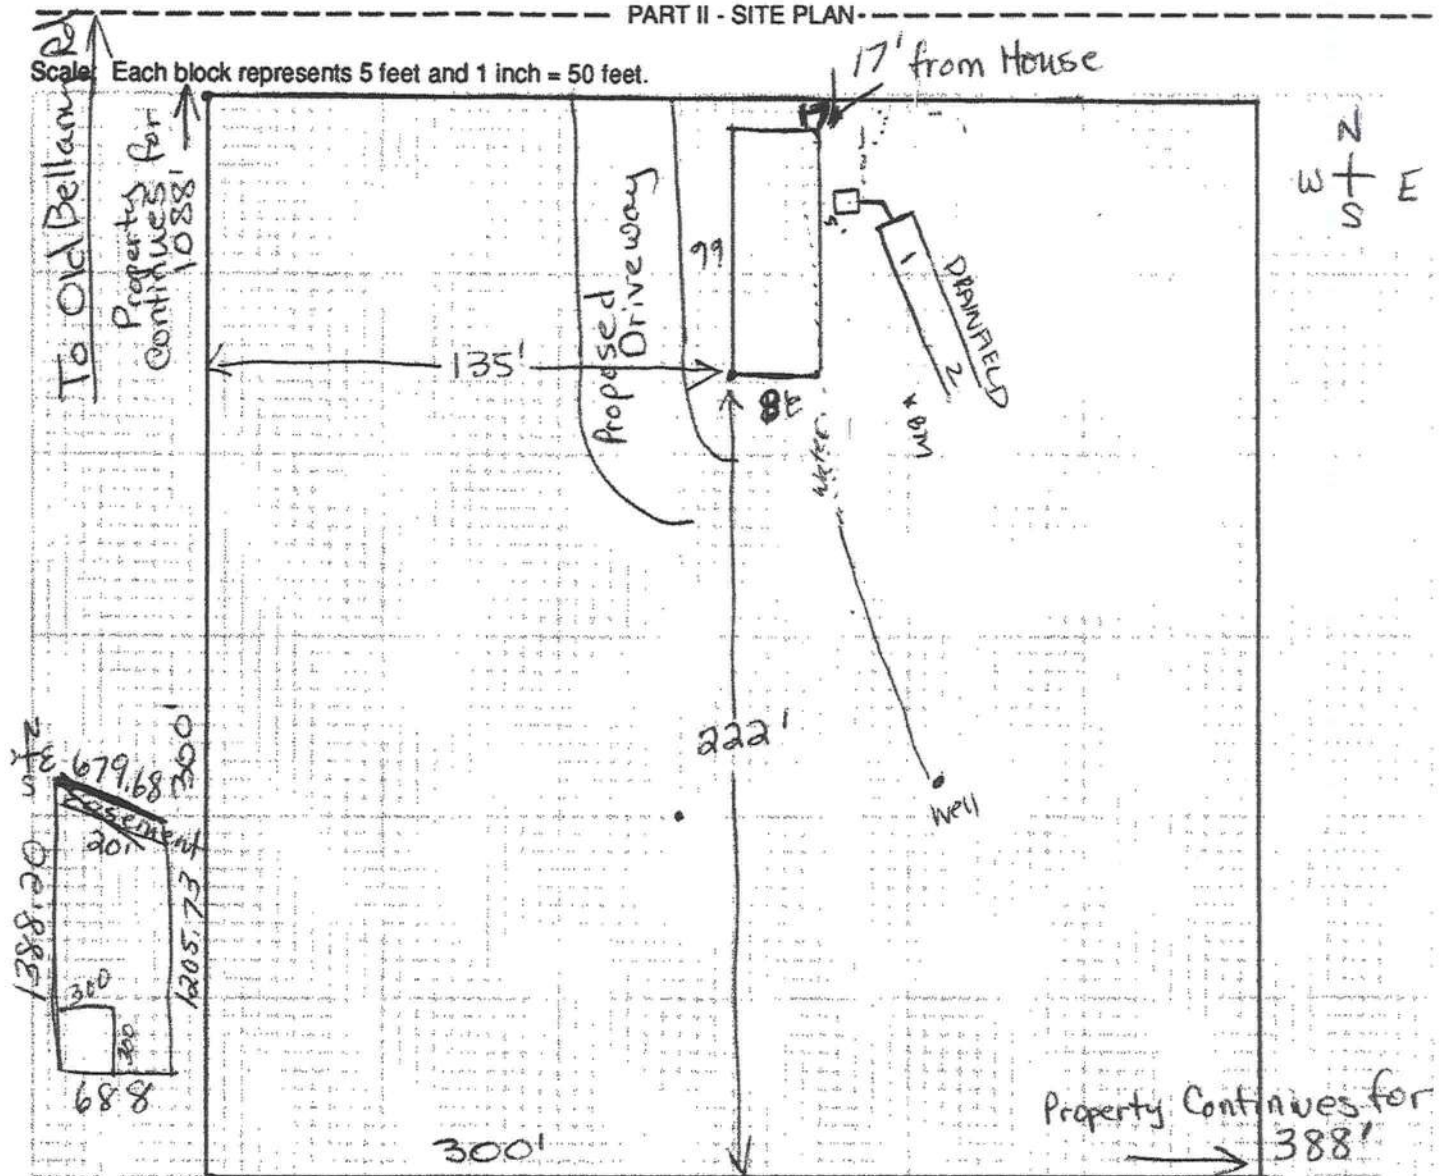 PART II - SITE PLAN
Scale: Each block represents 5 feet and 1 inch = 50 feet.
17' from House
To Old Bellamy Rd
Property
Continues for
1088'
N
W E
S
Proposed
Driveway
66
1
2
DRAINFIELD
135'
water
NBM
222'
Well
300'
N
E
S
679.68
Easement
20'
1388.20
1205.73
300
300
688
300'
Property Continues for
388'